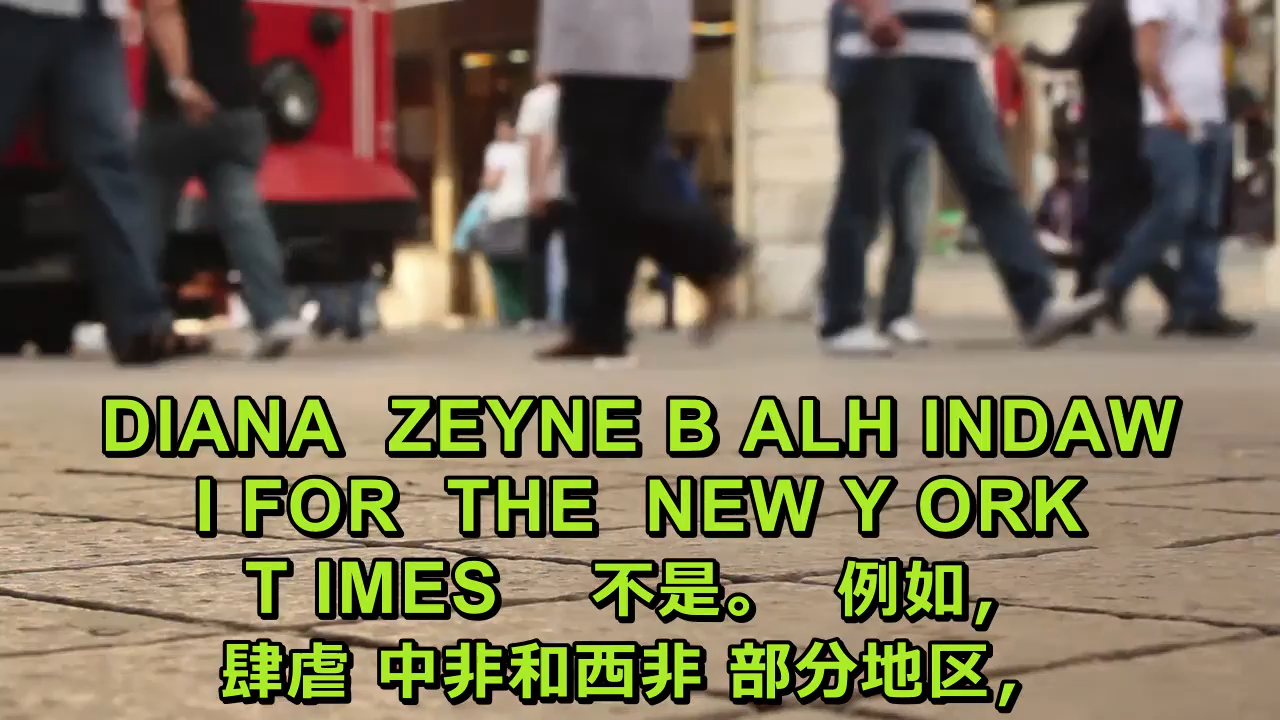 DIANA ZEYNE B ALH INDAW
I FOR THE NEW Y ORK
T IMES 不是。 例如，
肆虐 中非和西非 部分地区，